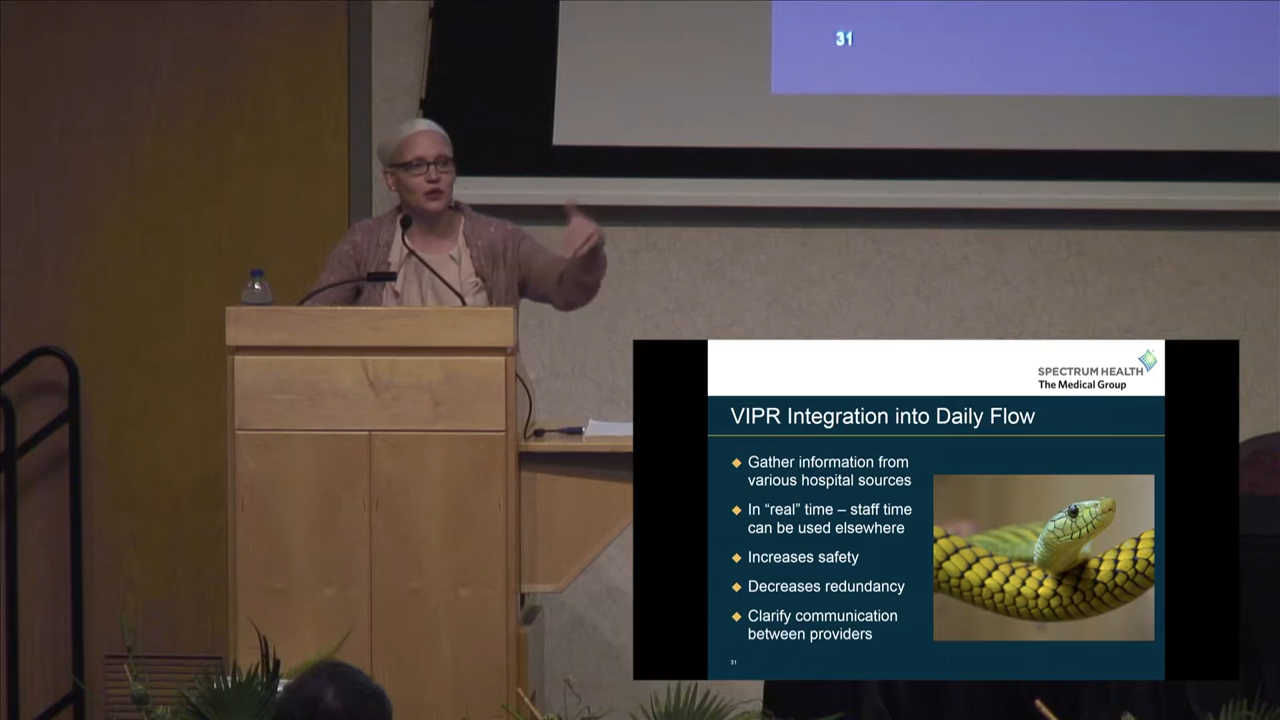 31
SPECTRUM HEALTH
The Medical Group
VIPR Integration into Daily Flow
Gather information from
various hospital sources
In “real” time – staff time
can be used elsewhere
Increases safety
Decreases redundancy
Clarify communication
between providers
31